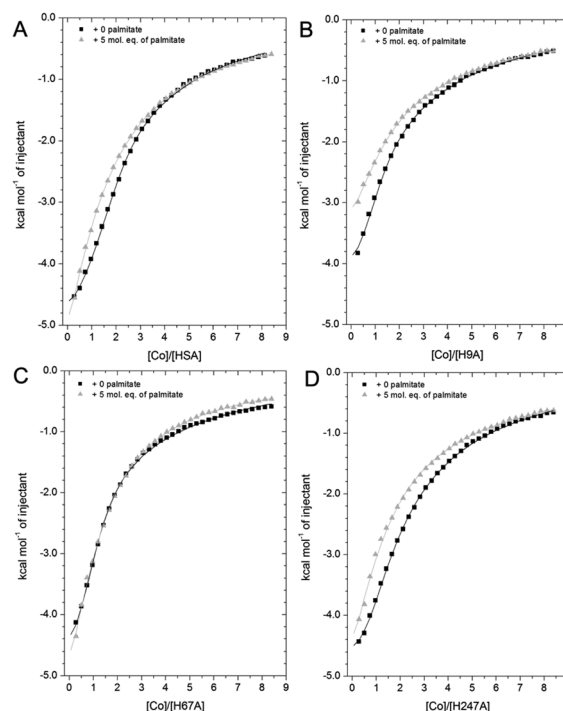 A
+ 0 palmitate
+ 5 mol. eq. of palmitate
0.0
-1.0
-2.0
-3.0
-4.0
-5.0
kcal mol⁻¹ of injectant
0 1 2 3 4 5 6 7 8 9
[Co]/[HSA]
B
+ 0 palmitate
+ 5 mol. eq. of palmitate
0.0
-1.0
-2.0
-3.0
-4.0
-5.0
kcal mol⁻¹ of injectant
0 1 2 3 4 5 6 7 8
[Co]/[H9A]
C
+ 0 palmitate
+ 5 mol. eq. of palmitate
0.0
-1.0
-2.0
-3.0
-4.0
-5.0
kcal mol⁻¹ of injectant
0 1 2 3 4 5 6 7 8 9
[Co]/[H67A]
D
+ 0 palmitate
+ 5 mol. eq. of palmitate
0.0
-1.0
-2.0
-3.0
-4.0
-5.0
kcal mol⁻¹ of injectant
0 1 2 3 4 5 6 7 8
[Co]/[H247A]